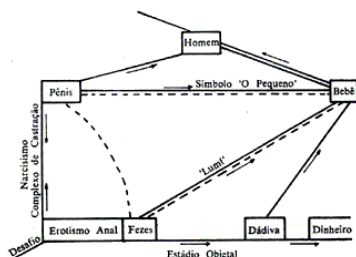 Homem
Pênis
Símbolo 'O Pequeno'
Bebê
Narcisismo
Complexo de Castração
'Lumf'
Erotismo Anal
Fezes
Dádiva
Dinheiro
Desafio
Estádio Objetal